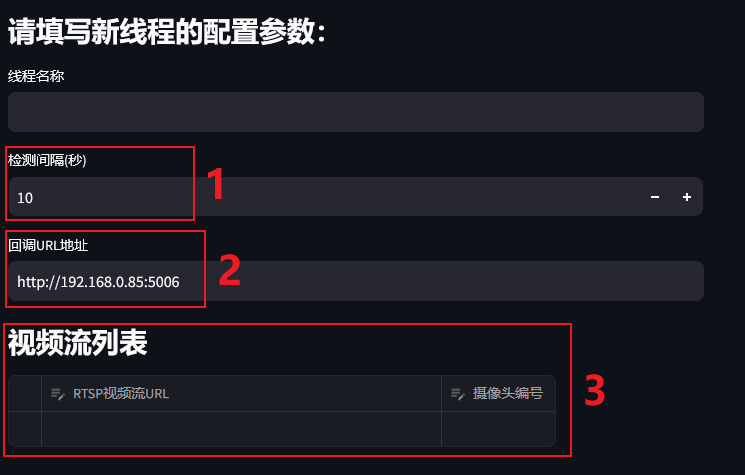 请填写新线程的配置参数：
线程名称
检测间隔(秒)
10
1
回调URL地址
http://192.168.0.85:5006
2
视频流列表
RTSP视频流URL 摄像头编号
3